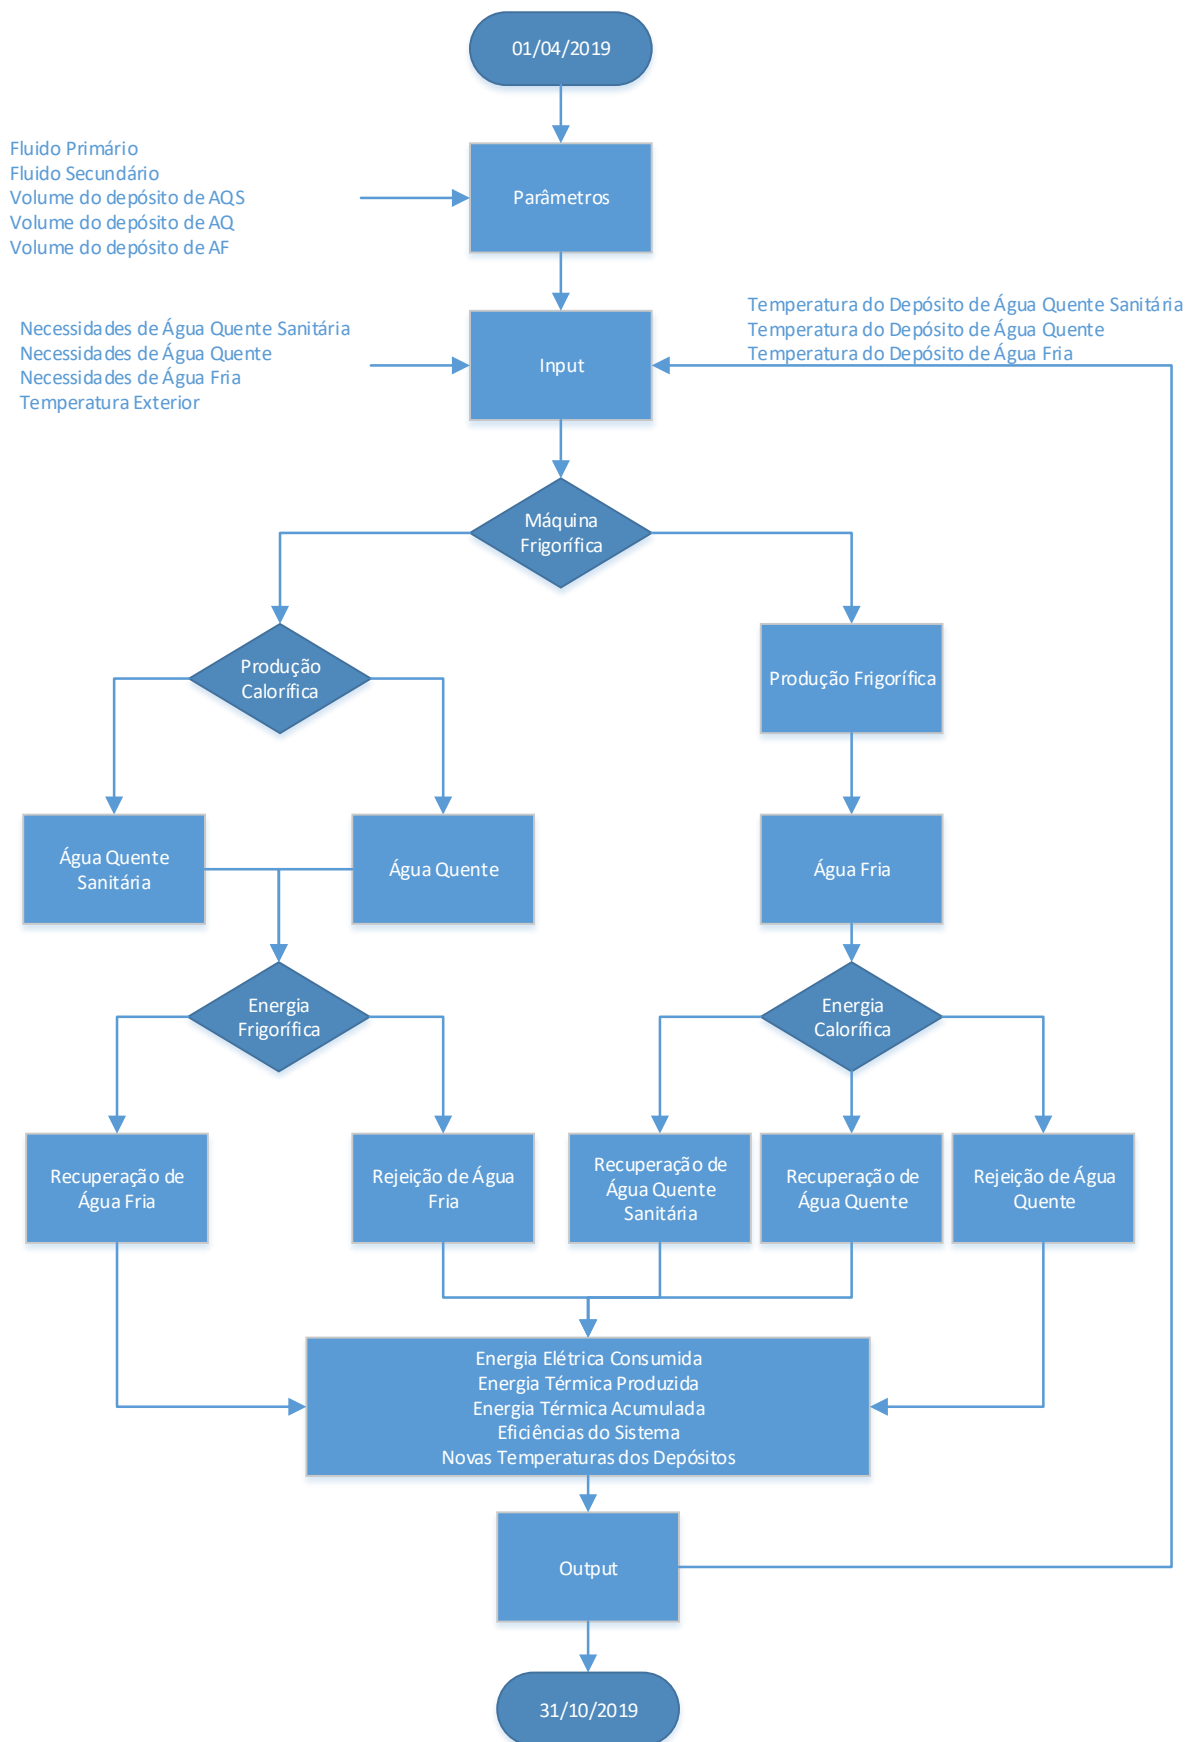 01/04/2019
Fluido Primário
Fluido Secundário
Volume do depósito de AQS
Volume do depósito de AQ
Volume do depósito de AF
Parâmetros
Necessidades de Água Quente Sanitária
Necessidades de Água Quente
Necessidades de Água Fria
Temperatura Exterior
Input
Temperatura do Depósito de Água Quente Sanitária
Temperatura do Depósito de Água Quente
Temperatura do Depósito de Água Fria
Máquina
Frigorífica
Produção
Calorífica
Produção Frigorífica
Água Quente
Sanitária
Água Quente
Água Fria
Energia
Frigorífica
Energia
Calorífica
Recuperação de
Água Fria
Rejeição de Água
Fria
Recuperação de
Água Quente
Sanitária
Recuperação de
Água Quente
Rejeição de Água
Quente
Energia Elétrica Consumida
Energia Térmica Produzida
Energia Térmica Acumulada
Eficiências do Sistema
Novas Temperaturas dos Depósitos
Output
31/10/2019